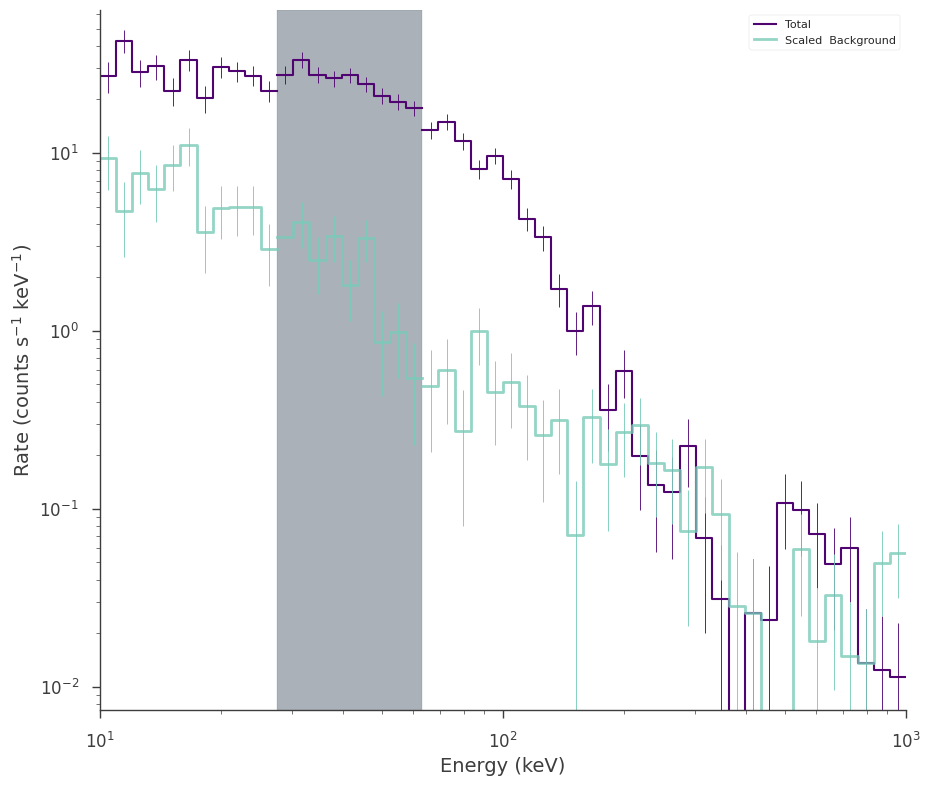 Total
Scaled  Background
10¹
10⁰
10⁻¹
10⁻²
Rate (counts s⁻¹ keV⁻¹)
10¹
10²
10³
Energy (keV)